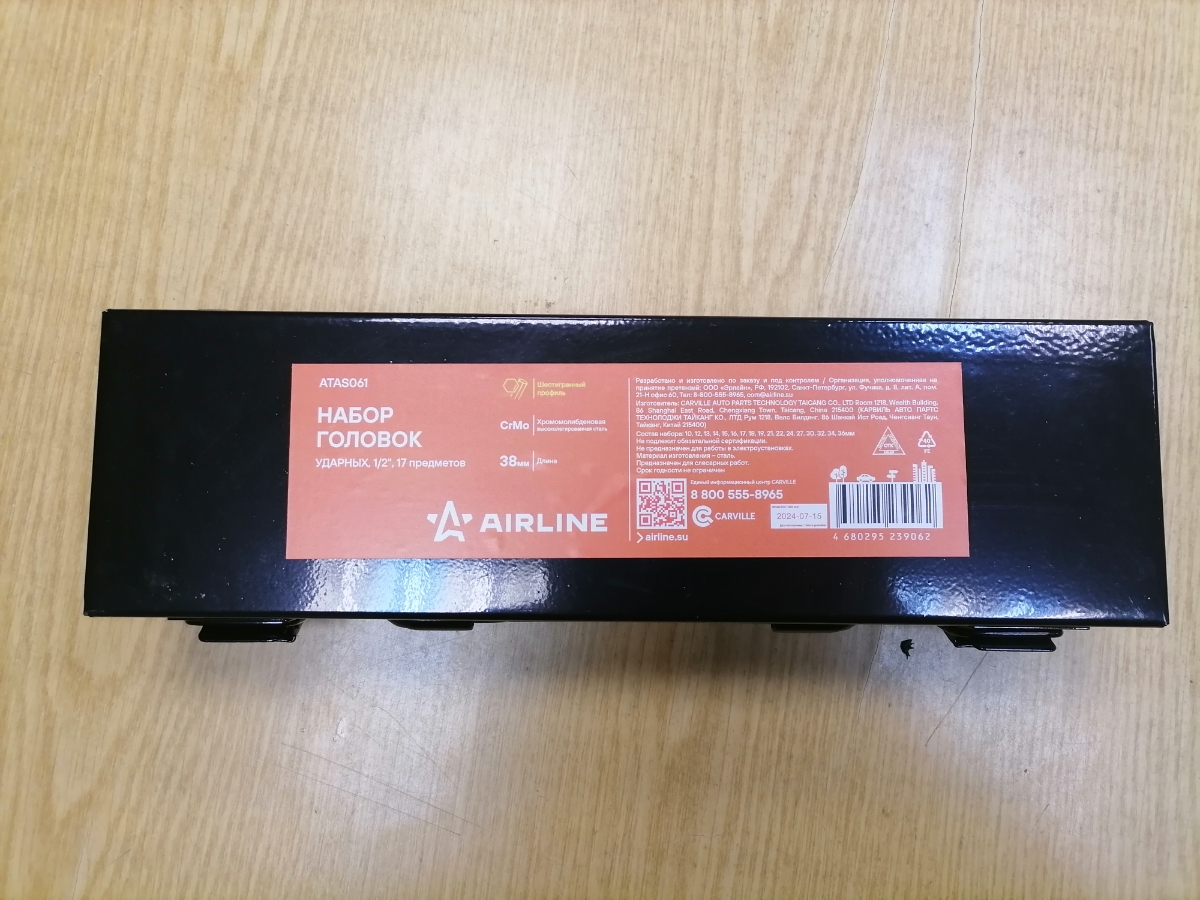 ATAS061
НАБОР
ГОЛОВОК
УДАРНЫХ, 1/2", 17 предметов
Шестигранный
профиль
CrMo
Хромомолибденовая
высоколегированная сталь
38мм
Длина
AIRLINE
Разработано и изготовлено по заказу и под контролем / Организация, уполномоченная на
принятие претензий: ООО «Эрлайн», РФ, 192102, Санкт-Петербург, ул. Фучика, д. 8, лит. А, пом.
21-Н офис 60, Тел: 8-800-555-8965, com@airline.su
Изготовитель: CARVILLE AUTO PARTS TECHNOLOGY TAICANG CO., LTD Room 1218, Wealth Building,
86 Shanghai East Road, Chengxiang Town, Taicang, China 215400 (КАРВИЛЬ АВТО ПАРТС
ТЕХНОЛОДЖИ ТАЙКАНГ КО., ЛТД Рум 1218, Велс Билдинг, 86 Шанхай Ист Роад, Ченгсианг Таун,
Тайканг, Китай 215400)
Состав набора: 10, 12, 13, 14, 15, 16, 17, 18, 19, 21, 22, 24, 27, 30, 32, 34, 36мм
Не подлежит обязательной сертификации.
Не предназначен для работы в электроустановках.
Материал изготовления – сталь.
Предназначен для слесарных работ.
Срок годности не ограничен
ОТК
Единый информационный центр CARVILLE
8 800 555-8965
CARVILLE
airline.su
2024-07-15
4 680295 239062